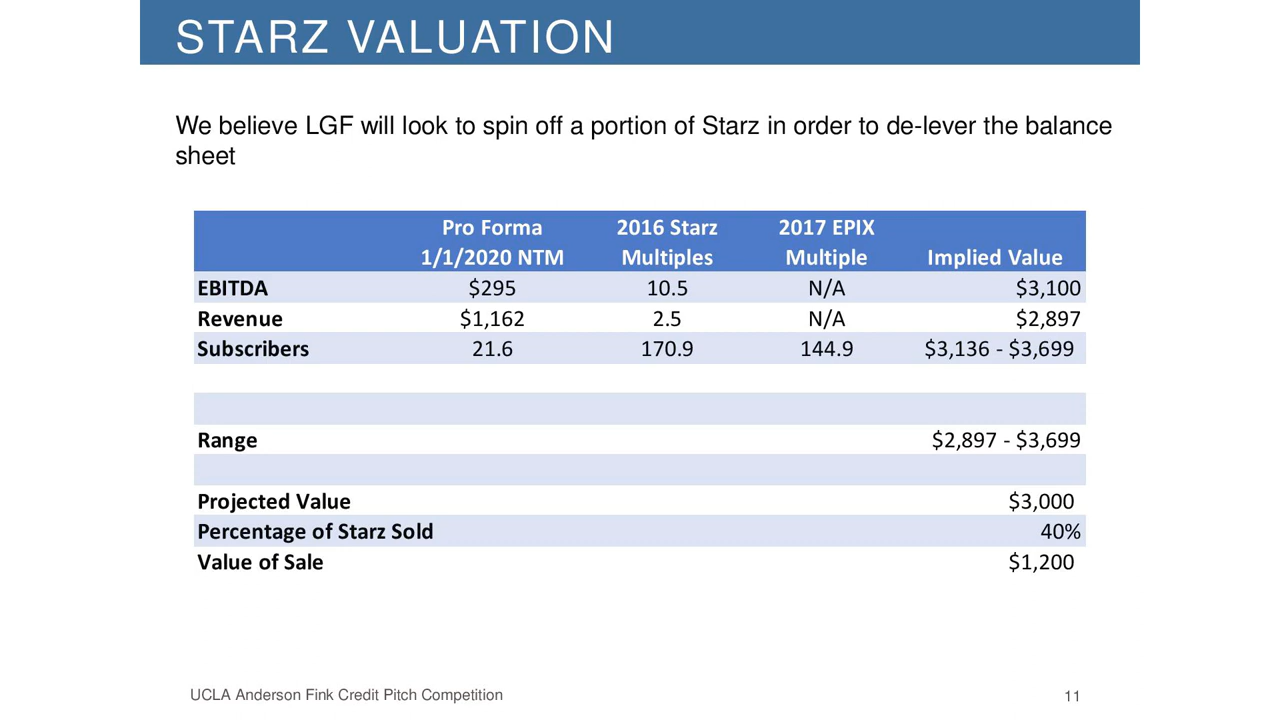 STARZ VALUATION
We believe LGF will look to spin off a portion of Starz in order to de-lever the balance
sheet
Pro Forma 2016 Starz 2017 EPIX
1/1/2020 NTM Multiples Multiple Implied Value
EBITDA $295 10.5 N/A $3,100
Revenue $1,162 2.5 N/A $2,897
Subscribers 21.6 170.9 144.9 $3,136 - $3,699
Range $2,897 - $3,699
Projected Value $3,000
Percentage of Starz Sold 40%
Value of Sale $1,200
UCLA Anderson Fink Credit Pitch Competition 11